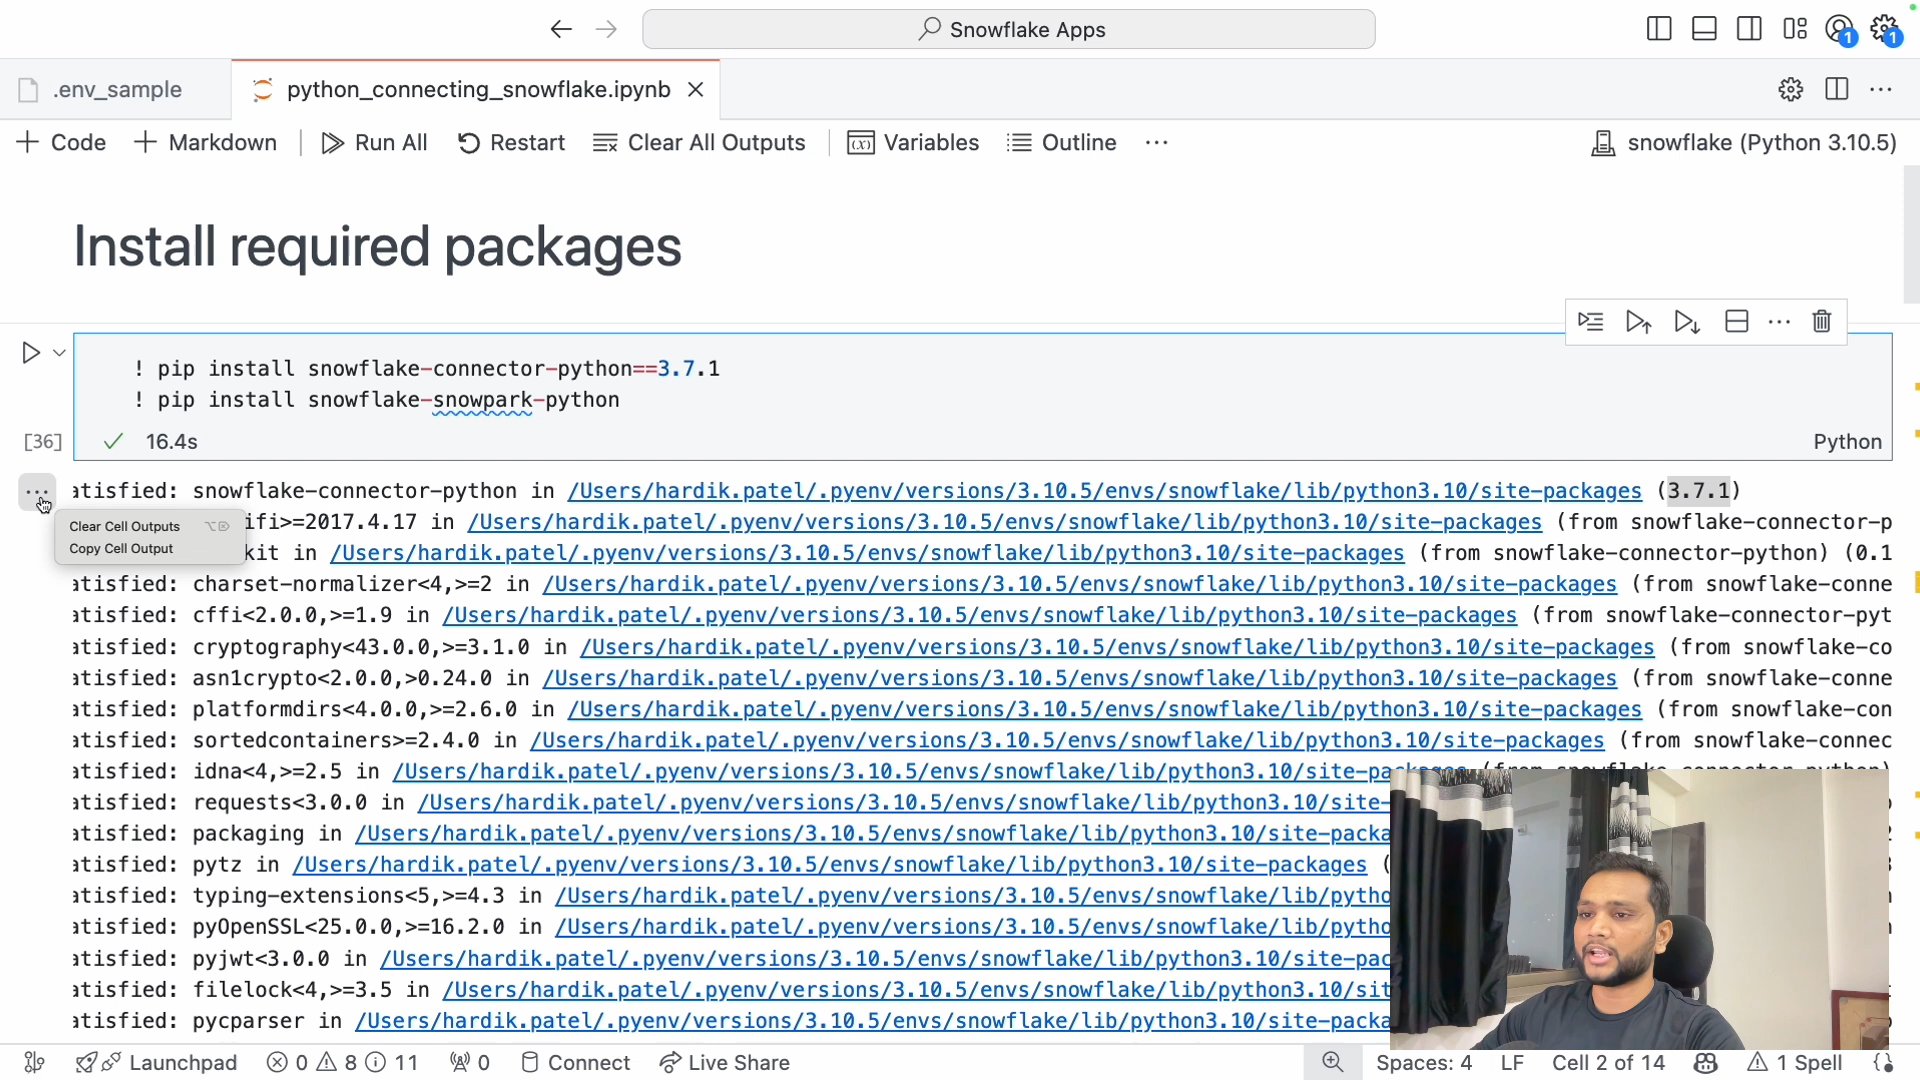 Snowflake Apps
1
1
.env_sample
python_connecting_snowflake.ipynb
Code
Markdown
Run All
Restart
Clear All Outputs
Variables
Outline
snowflake (Python 3.10.5)
Install required packages
! pip install snowflake-connector-python==3.7.1
! pip install snowflake-snowpark-python
[36]
16.4s
Python
atisfied: snowflake-connector-python in /Users/hardik.patel/.pyenv/versions/3.10.5/envs/snowflake/lib/python3.10/site-packages (3.7.1)
Clear Cell Outputs
Copy Cell Output
ifi>=2017.4.17 in /Users/hardik.patel/.pyenv/versions/3.10.5/envs/snowflake/lib/python3.10/site-packages (from snowflake-connector-p
kit in /Users/hardik.patel/.pyenv/versions/3.10.5/envs/snowflake/lib/python3.10/site-packages (from snowflake-connector-python) (0.1
atisfied: charset-normalizer<4,>=2 in /Users/hardik.patel/.pyenv/versions/3.10.5/envs/snowflake/lib/python3.10/site-packages (from snowflake-conne
atisfied: cffi<2.0.0,>=1.9 in /Users/hardik.patel/.pyenv/versions/3.10.5/envs/snowflake/lib/python3.10/site-packages (from snowflake-connector-pyt
atisfied: cryptography<43.0.0,>=3.1.0 in /Users/hardik.patel/.pyenv/versions/3.10.5/envs/snowflake/lib/python3.10/site-packages (from snowflake-co
atisfied: asn1crypto<2.0.0,>0.24.0 in /Users/hardik.patel/.pyenv/versions/3.10.5/envs/snowflake/lib/python3.10/site-packages (from snowflake-conne
atisfied: platformdirs<4.0.0,>=2.6.0 in /Users/hardik.patel/.pyenv/versions/3.10.5/envs/snowflake/lib/python3.10/site-packages (from snowflake-con
atisfied: sortedcontainers>=2.4.0 in /Users/hardik.patel/.pyenv/versions/3.10.5/envs/snowflake/lib/python3.10/site-packages (from snowflake-connec
atisfied: idna<4,>=2.5 in /Users/hardik.patel/.pyenv/versions/3.10.5/envs/snowflake/lib/python3.10/site-pa
atisfied: requests<3.0.0 in /Users/hardik.patel/.pyenv/versions/3.10.5/envs/snowflake/lib/python3.10/site-
atisfied: packaging in /Users/hardik.patel/.pyenv/versions/3.10.5/envs/snowflake/lib/python3.10/site-packa
atisfied: pytz in /Users/hardik.patel/.pyenv/versions/3.10.5/envs/snowflake/lib/python3.10/site-packages (
atisfied: typing-extensions<5,>=4.3 in /Users/hardik.patel/.pyenv/versions/3.10.5/envs/snowflake/lib/pytho
atisfied: pyOpenSSL<25.0.0,>=16.2.0 in /Users/hardik.patel/.pyenv/versions/3.10.5/envs/snowflake/lib/pytho
atisfied: pyjwt<3.0.0 in /Users/hardik.patel/.pyenv/versions/3.10.5/envs/snowflake/lib/python3.10/site-pac
atisfied: filelock<4,>=3.5 in /Users/hardik.patel/.pyenv/versions/3.10.5/envs/snowflake/lib/python3.10/sit
atisfied: pycparser in /Users/hardik.patel/.pyenv/versions/3.10.5/envs/snowflake/lib/python3.10/site-packa
Launchpad
0
8
11
0
Connect
Live Share
Spaces: 4
LF
Cell 2 of 14
1 Spell